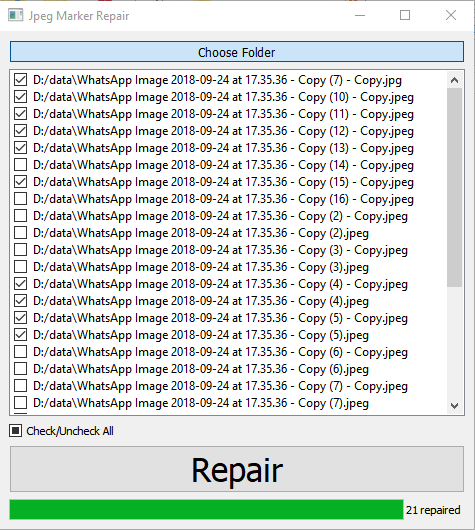 Jpeg Marker Repair
Choose Folder
D:/data\WhatsApp Image 2018-09-24 at 17.35.36 - Copy (7) - Copy.jpg
D:/data\WhatsApp Image 2018-09-24 at 17.35.36 - Copy (10) - Copy.jpeg
D:/data\WhatsApp Image 2018-09-24 at 17.35.36 - Copy (11) - Copy.jpeg
D:/data\WhatsApp Image 2018-09-24 at 17.35.36 - Copy (12) - Copy.jpeg
D:/data\WhatsApp Image 2018-09-24 at 17.35.36 - Copy (13) - Copy.jpeg
D:/data\WhatsApp Image 2018-09-24 at 17.35.36 - Copy (14) - Copy.jpeg
D:/data\WhatsApp Image 2018-09-24 at 17.35.36 - Copy (15) - Copy.jpeg
D:/data\WhatsApp Image 2018-09-24 at 17.35.36 - Copy (16) - Copy.jpeg
D:/data\WhatsApp Image 2018-09-24 at 17.35.36 - Copy (2) - Copy.jpeg
D:/data\WhatsApp Image 2018-09-24 at 17.35.36 - Copy (2).jpeg
D:/data\WhatsApp Image 2018-09-24 at 17.35.36 - Copy (3) - Copy.jpeg
D:/data\WhatsApp Image 2018-09-24 at 17.35.36 - Copy (3).jpeg
D:/data\WhatsApp Image 2018-09-24 at 17.35.36 - Copy (4) - Copy.jpeg
D:/data\WhatsApp Image 2018-09-24 at 17.35.36 - Copy (4).jpeg
D:/data\WhatsApp Image 2018-09-24 at 17.35.36 - Copy (5) - Copy.jpeg
D:/data\WhatsApp Image 2018-09-24 at 17.35.36 - Copy (5).jpeg
D:/data\WhatsApp Image 2018-09-24 at 17.35.36 - Copy (6) - Copy.jpeg
D:/data\WhatsApp Image 2018-09-24 at 17.35.36 - Copy (6).jpeg
D:/data\WhatsApp Image 2018-09-24 at 17.35.36 - Copy (7) - Copy.jpeg
D:/data\WhatsApp Image 2018-09-24 at 17.35.36 - Copy (7).jpeg
Check/Uncheck All
Repair
21 repaired